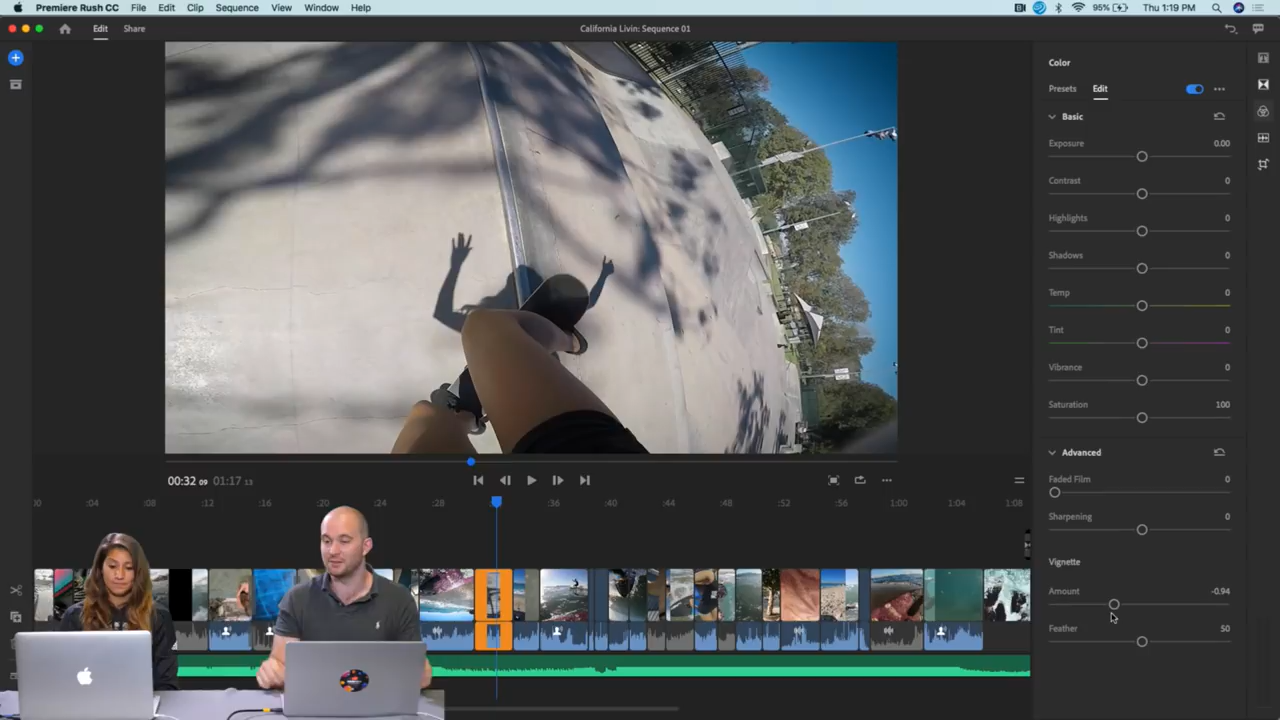 Premiere Rush CC File Edit Clip Sequence View Window Help 95% Thu 1:19 PM
Edit Share California Livin: Sequence 01
Color
Presets Edit
Basic
Exposure 0.00
Contrast 0
Highlights 0
Shadows 0
Temp 0
Tint 0
Vibrance 0
Saturation 100
Advanced
Faded Film 0
Sharpening 0
Vignette
Amount -0.94
Feather 50
00:32 09 01:17 13
:00 :04 :08 :12 :16 :20 :24 :28 :36 :40 :44 :48 :52 :56 1:00 1:04 1:08